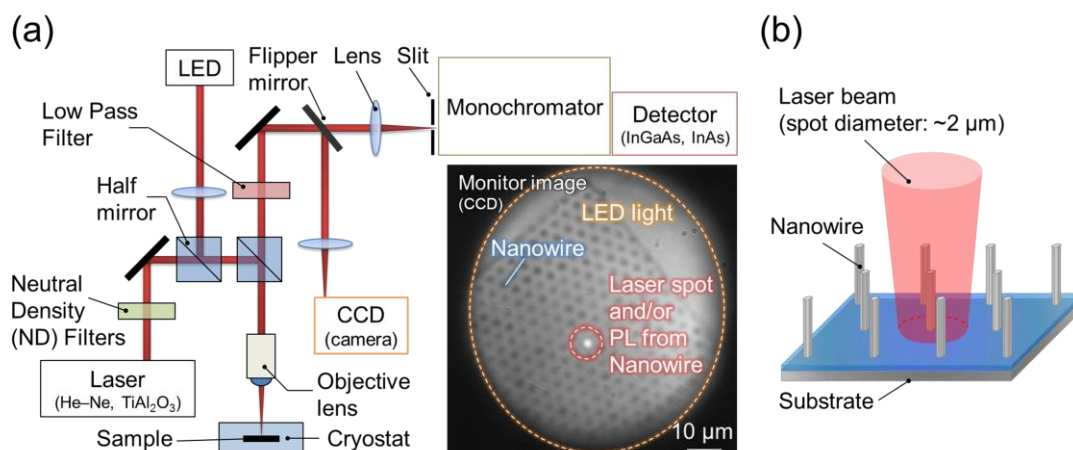 (a)
LED
Low Pass
Filter
Half
mirror
Neutral
Density
(ND) Filters
Laser
(He–Ne, TiAl₂O₃)
Sample
Flipper
mirror
Lens
Slit
Monochromator
Detector
(InGaAs, InAs)
CCD
(camera)
Objective
lens
Cryostat
Monitor image
(CCD)
LED light
Nanowire
Laser spot
and/or
PL from
Nanowire
10 μm
(b)
Laser beam
(spot diameter: ~2 μm)
Nanowire
Substrate